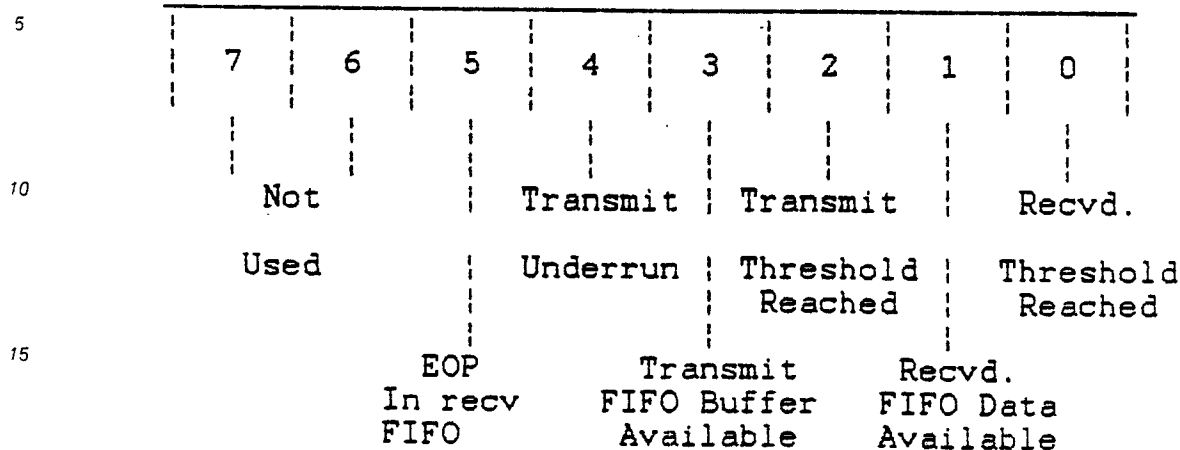 5
7 6 5 4 3 2 1 0
10
Not Transmit Transmit Recvd.
Used Underrun Threshold Threshold
Reached Reached
15
EOP Transmit Recvd.
In recv FIFO Buffer FIFO Data
FIFO Available Available